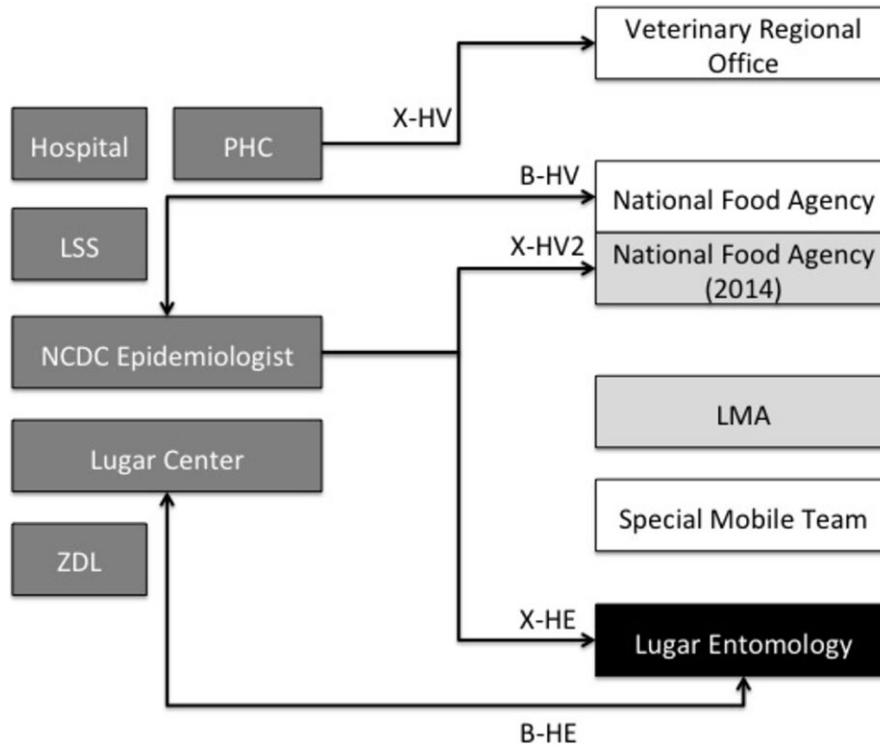 Veterinary Regional
Office
X-HV
Hospital
PHC
B-HV
National Food Agency
LSS
X-HV2
National Food Agency
(2014)
NCDC Epidemiologist
LMA
Lugar Center
Special Mobile Team
ZDL
X-HE
Lugar Entomology
B-HE